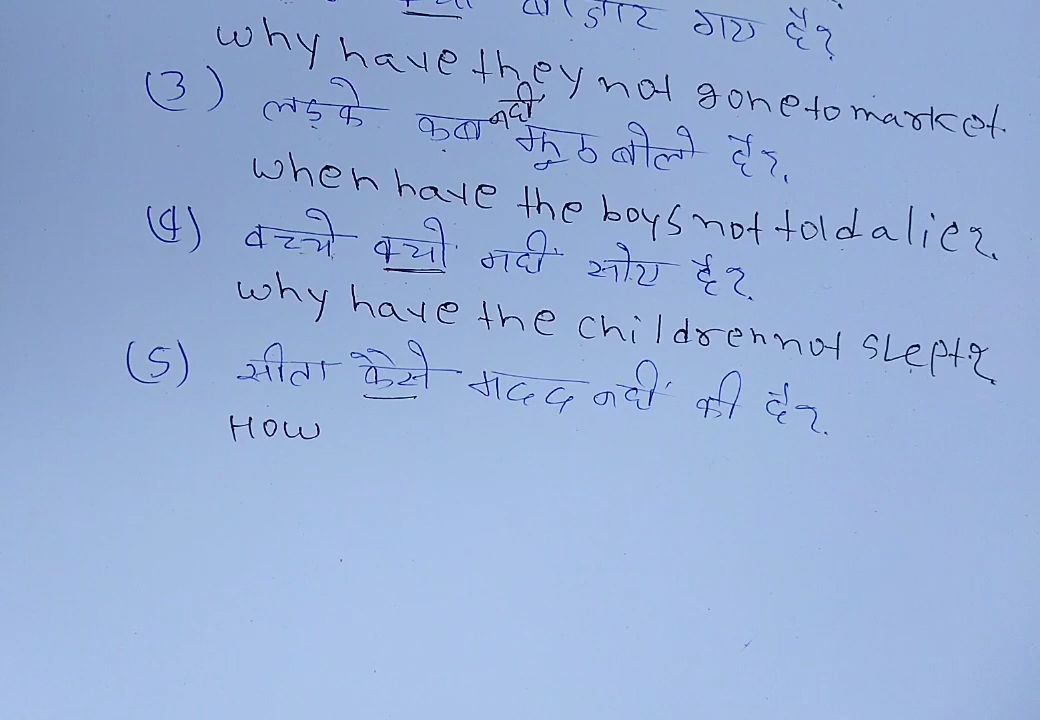 बाजार गए है?
why have they not gone to market.
(3) लड़के कब नही झूठ बोले है?.
when have the boys not told a lie?.
(4) बच्चे क्यो नही सोए है?.
why have the children not slept?.
(5) सीता कैसे मदद नही की है?.
How